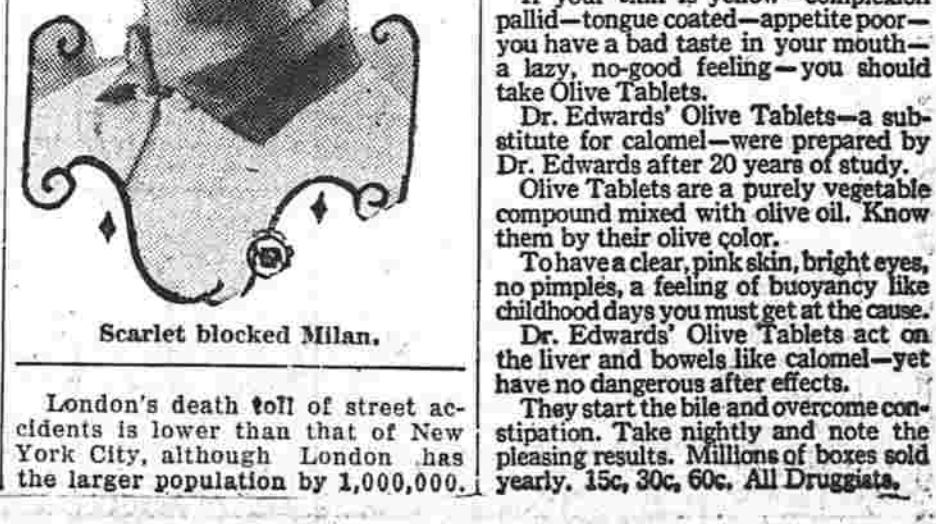 Scarlet blocked Milan.
London's death toll of street ac-
cidents is lower than that of New
York City, although London has
the larger population by 1,000,000.
If your skin is yellow—complexion
pallid—tongue coated—appetite poor—
you have a bad taste in your mouth—
a lazy, no-good feeling—you should
take Olive Tablets.
Dr. Edwards' Olive Tablets—a sub-
stitute for calomel—were prepared by
Dr. Edwards after 20 years of study.
Olive Tablets are a purely vegetable
compound mixed with olive oil. Know
them by their olive color.
To have a clear, pink skin, bright eyes,
no pimples, a feeling of buoyancy like
childhood days you must get at the cause.
Dr. Edwards' Olive Tablets act on
the liver and bowels like calomel—yet
have no dangerous after effects.
They start the bile and overcome con-
stipation. Take nightly and note the
pleasing results. Millions of boxes sold
yearly. 15c, 30c, 60c, All Druggists.